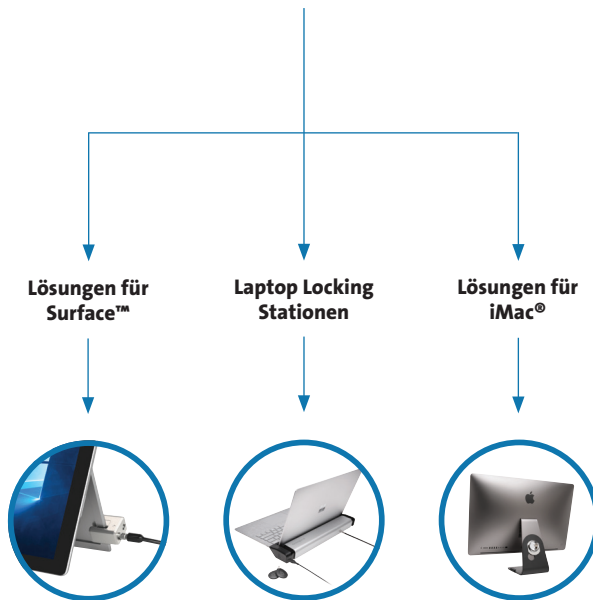 Lösungen für
Surface™
Laptop Locking
Stationen
Lösungen für
iMac®